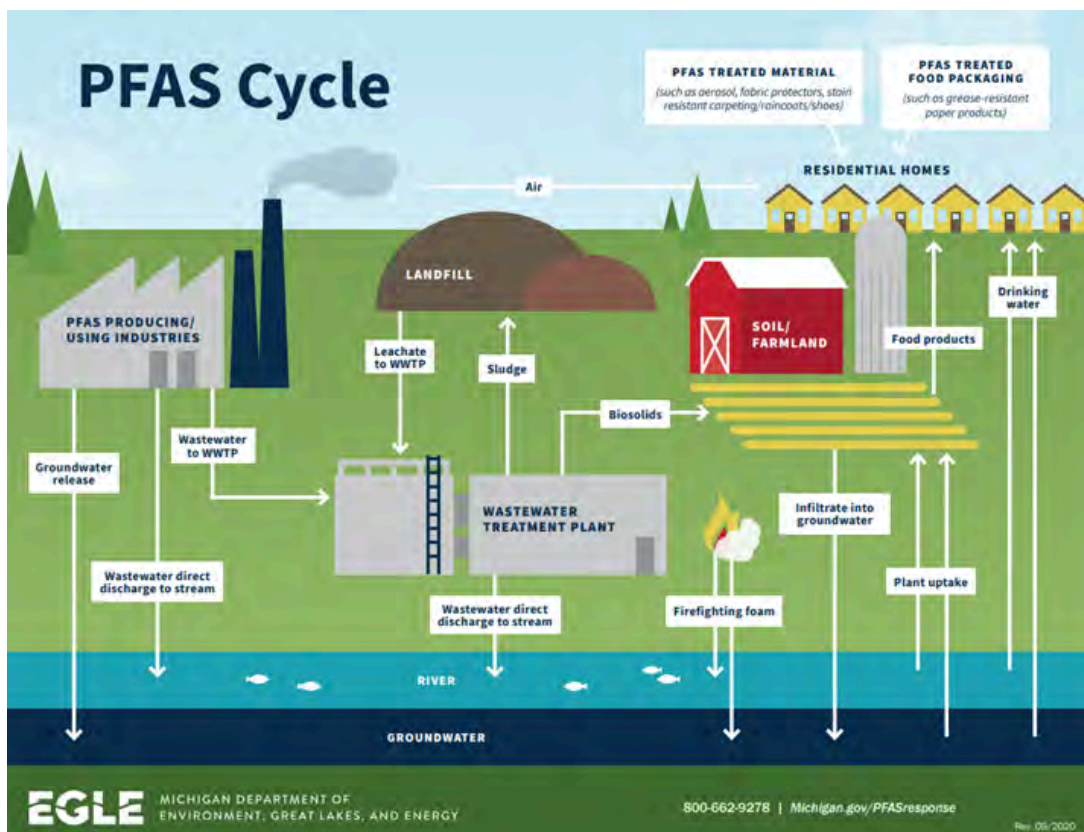 PFAS Cycle
PFAS TREATED MATERIAL
(such as aerosol, fabric protectors, stain
resistant carpeting/raincoats/shoes)
PFAS TREATED
FOOD PACKAGING
(such as grease-resistant
paper products)
RESIDENTIAL HOMES
Air
LANDFILL
PFAS PRODUCING/
USING INDUSTRIES
SOIL/
FARMLAND
Drinking
water
Food products
Leachate
to WWTP
Sludge
Biosolids
Wastewater
to WWTP
Groundwater
release
WASTEWATER
TREATMENT PLANT
Infiltrate into
groundwater
Wastewater direct
discharge to stream
Wastewater direct
discharge to stream
Firefighting foam
Plant uptake
RIVER
GROUNDWATER
EGLE
MICHIGAN DEPARTMENT OF
ENVIRONMENT, GREAT LAKES, AND ENERGY
800-662-9278 | Michigan.gov/PFASresponse
Rev. 09/2020